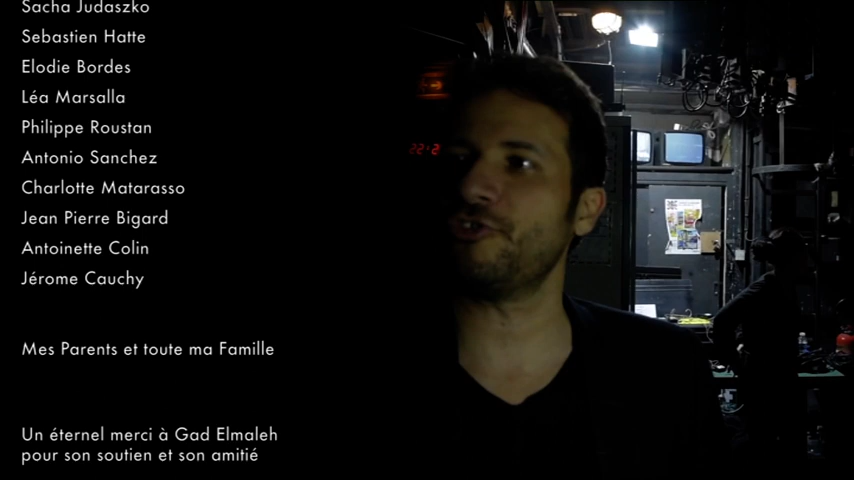 Sacha Judaszko
Sebastien Hatte
Elodie Bordes
Léa Marsalla
Philippe Roustan
Antonio Sanchez
Charlotte Matarasso
Jean Pierre Bigard
Antoinette Colin
Jérome Cauchy
Mes Parents et toute ma Famille
Un éternel merci à Gad Elmaleh
pour son soutien et son amitié